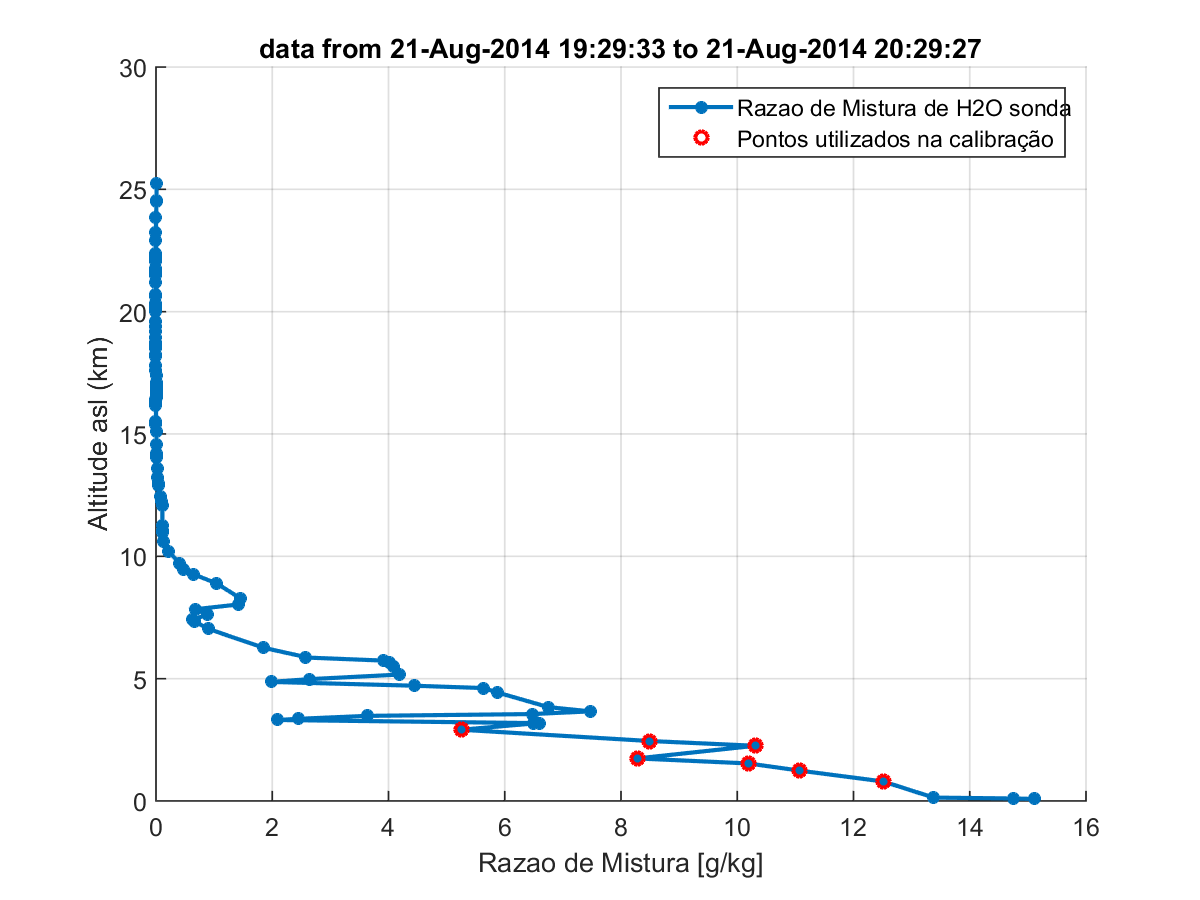 data from 21-Aug-2014 19:29:33 to 21-Aug-2014 20:29:27
Razao de Mistura de H2O sonda
Pontos utilizados na calibração
30
25
20
15
10
5
0
Altitude asl (km)
0 2 4 6 8 10 12 14 16
Razao de Mistura [g/kg]